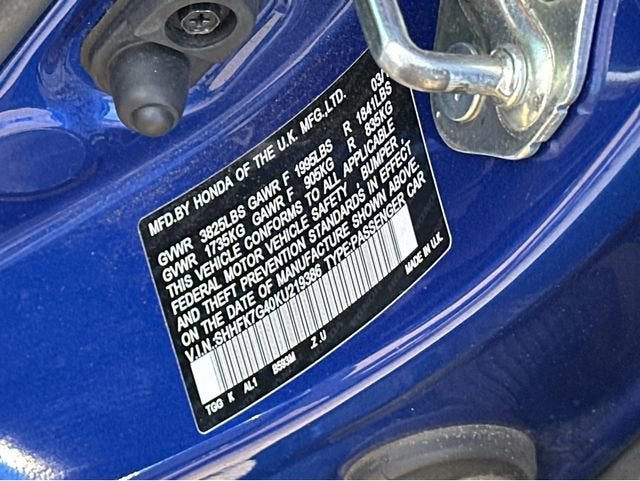 MFD.BY HONDA OF THE U.K. MFG.,LTD. 03/
GVWR 3825LBS GAWR F 1995LBS R 1841LBS
GVWR 1735KG GAWR F 905KG R 835KG
THIS VEHICLE CONFORMS TO ALL APPLICABLE
FEDERAL MOTOR VEHICLE SAFETY, BUMPER,
AND THEFT PREVENTION STANDARDS IN EFFECT
ON THE DATE OF MANUFACTURE SHOWN ABOVE
V.I.N.:SHHFK7G40KU219386 TYPE:PASSENGER CAR
TGG K AL1 B593M Z.U MADE IN U.K.